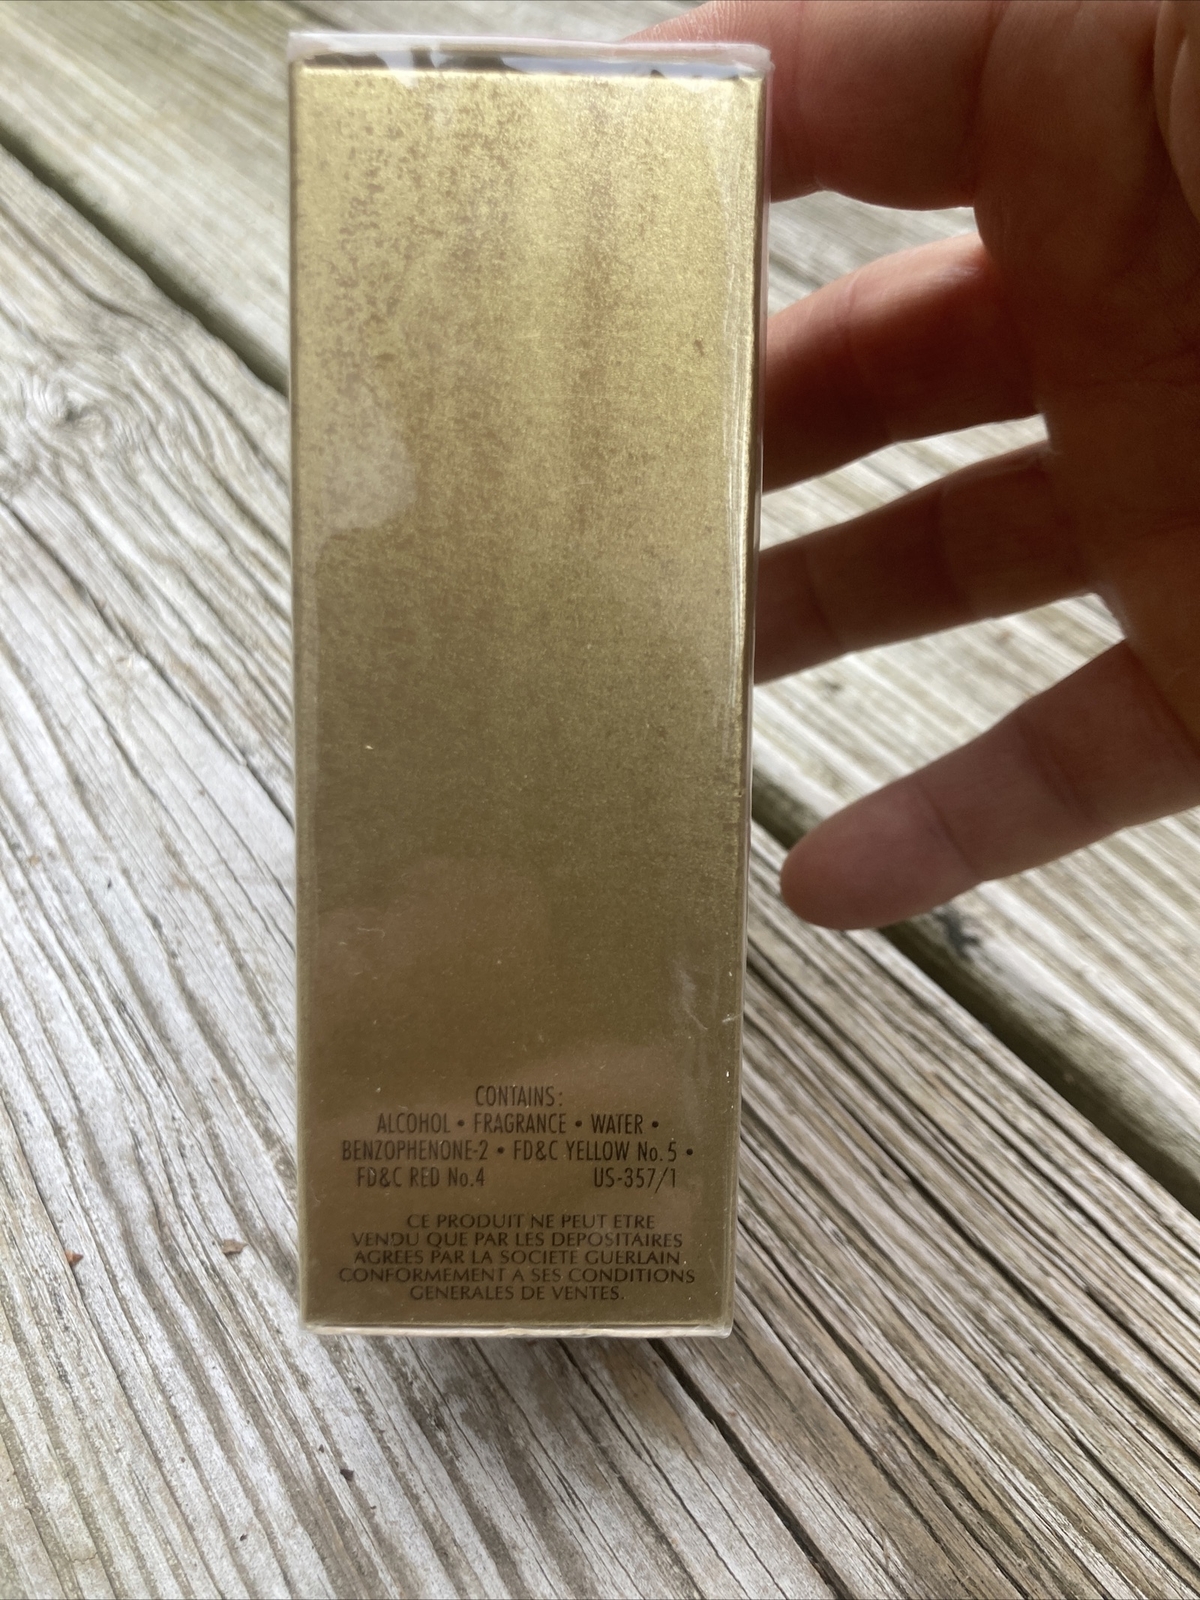 CONTAINS:
ALCOHOL • FRAGRANCE • WATER •
BENZOPHENONE-2 • FD&C YELLOW No. 5 •
FD&C RED No.4 US-357/1
CE PRODUIT NE PEUT ETRE
VENDU QUE PAR LES DEPOSITAIRES
AGREES PAR LA SOCIETE GUERLAIN
CONFORMEMENT A SES CONDITIONS
GENERALES DE VENTES.